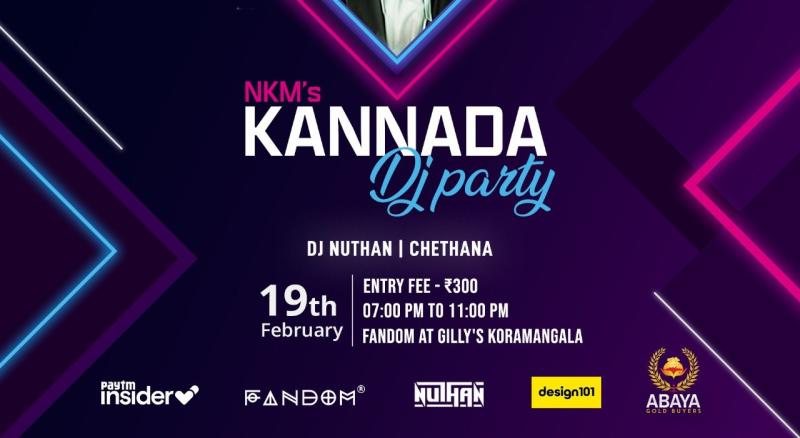 NKM's
KANNADA
Dj party
DJ NUTHAN | CHETHANA
19th
February
ENTRY FEE - ₹300
07:00 PM TO 11:00 PM
FANDOM AT GILLY'S KORAMANGALA
paytm
insider
FANDOM®
NUTHAN
design101
ABAYA
GOLD BUYERS